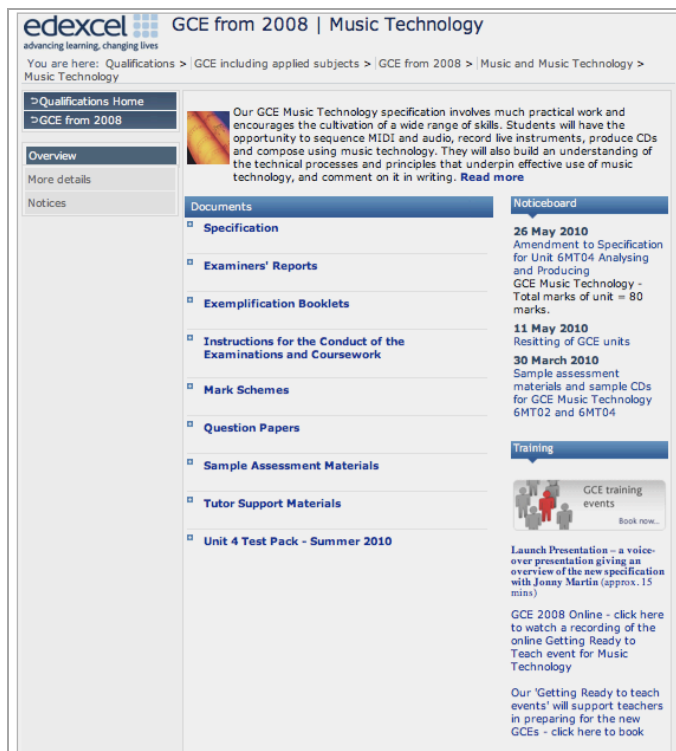 edexcel
advancing learning, changing lives
GCE from 2008 | Music Technology
You are here: Qualifications > GCE including applied subjects > GCE from 2008 > Music and Music Technology >
Music Technology
Qualifications Home
GCE from 2008
Overview
More details
Notices
Our GCE Music Technology specification involves much practical work and
encourages the cultivation of a wide range of skills. Students will have the
opportunity to sequence MIDI and audio, record live instruments, produce CDs
and compose using music technology. They will also build an understanding of
the technical processes and principles that underpin effective use of music
technology, and comment on it in writing. Read more
Documents
Specification
Examiners' Reports
Exemplification Booklets
Instructions for the Conduct of the
Examinations and Coursework
Mark Schemes
Question Papers
Sample Assessment Materials
Tutor Support Materials
Unit 4 Test Pack - Summer 2010
Noticeboard
26 May 2010
Amendment to Specification
for Unit 6MT04 Analysing
and Producing
GCE Music Technology -
Total marks of unit = 80
marks.
11 May 2010
Resitting of GCE units
30 March 2010
Sample assessment
materials and sample CDs
for GCE Music Technology
6MT02 and 6MT04
Training
GCE training
events
Book now...
Launch Presentation – a voice-
over presentation giving an
overview of the new specification
with Jonny Martin (approx. 15
mins)
GCE 2008 Online - click here
to watch a recording of the
online Getting Ready to
Teach event for Music
Technology
Our 'Getting Ready to teach
events' will support teachers
in preparing for the new
GCEs - click here to book